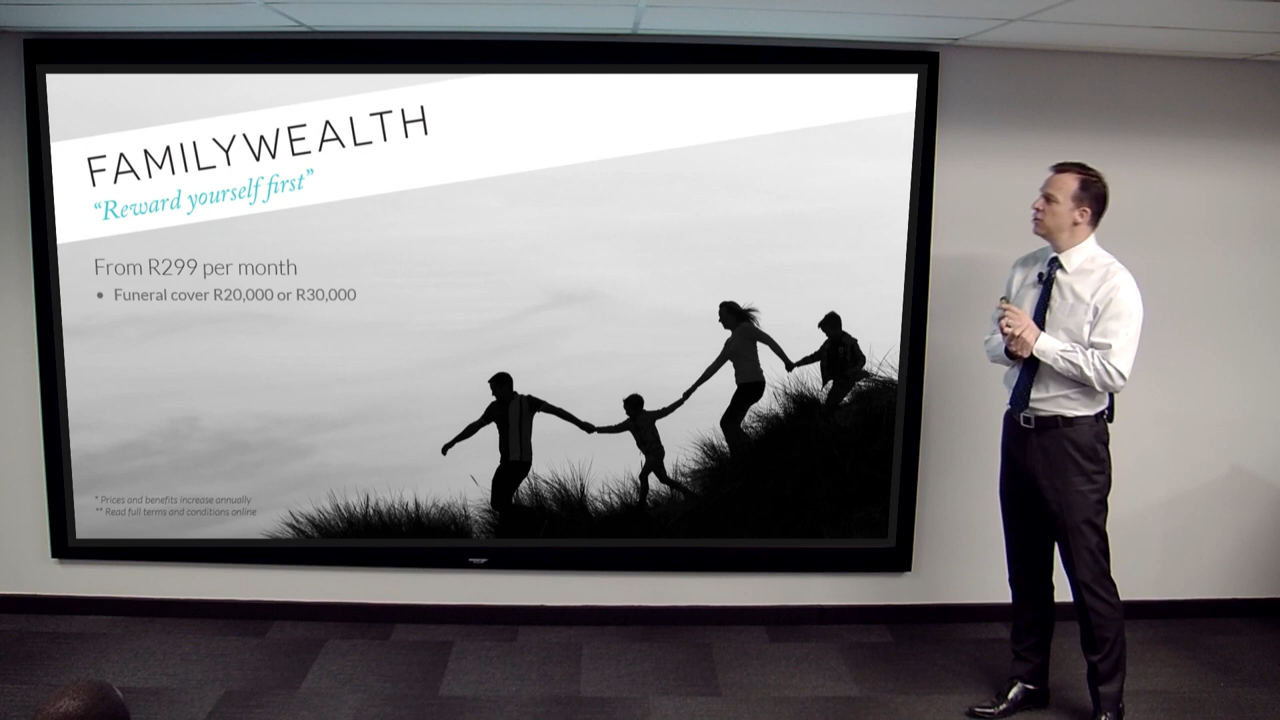 FAMILYWEALTH
“Reward yourself first”
From R299 per month
• Funeral cover R20,000 or R30,000
* Prices and benefits increase annually
** Read full terms and conditions online